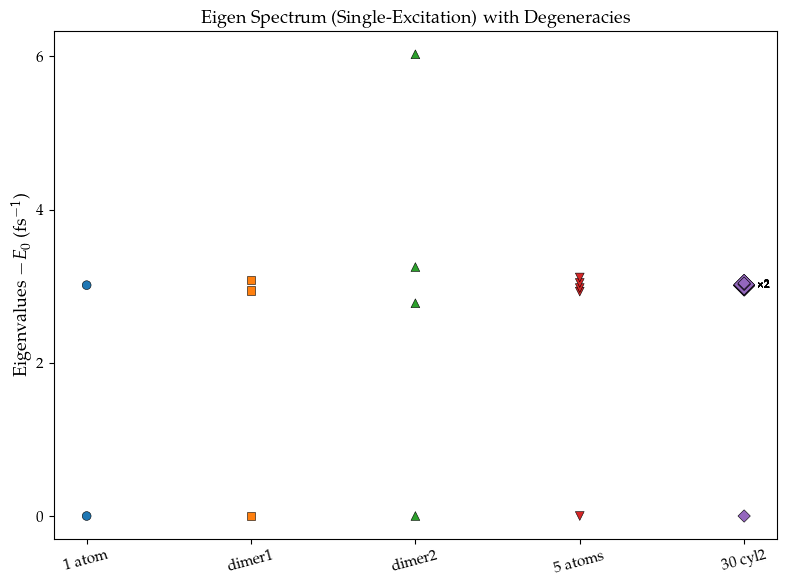 Eigen Spectrum (Single-Excitation) with Degeneracies
Eigenvalues − E₀ (fs⁻¹)
6
4
2
0
×2
1 atom
dimer1
dimer2
5 atoms
30 cyl2